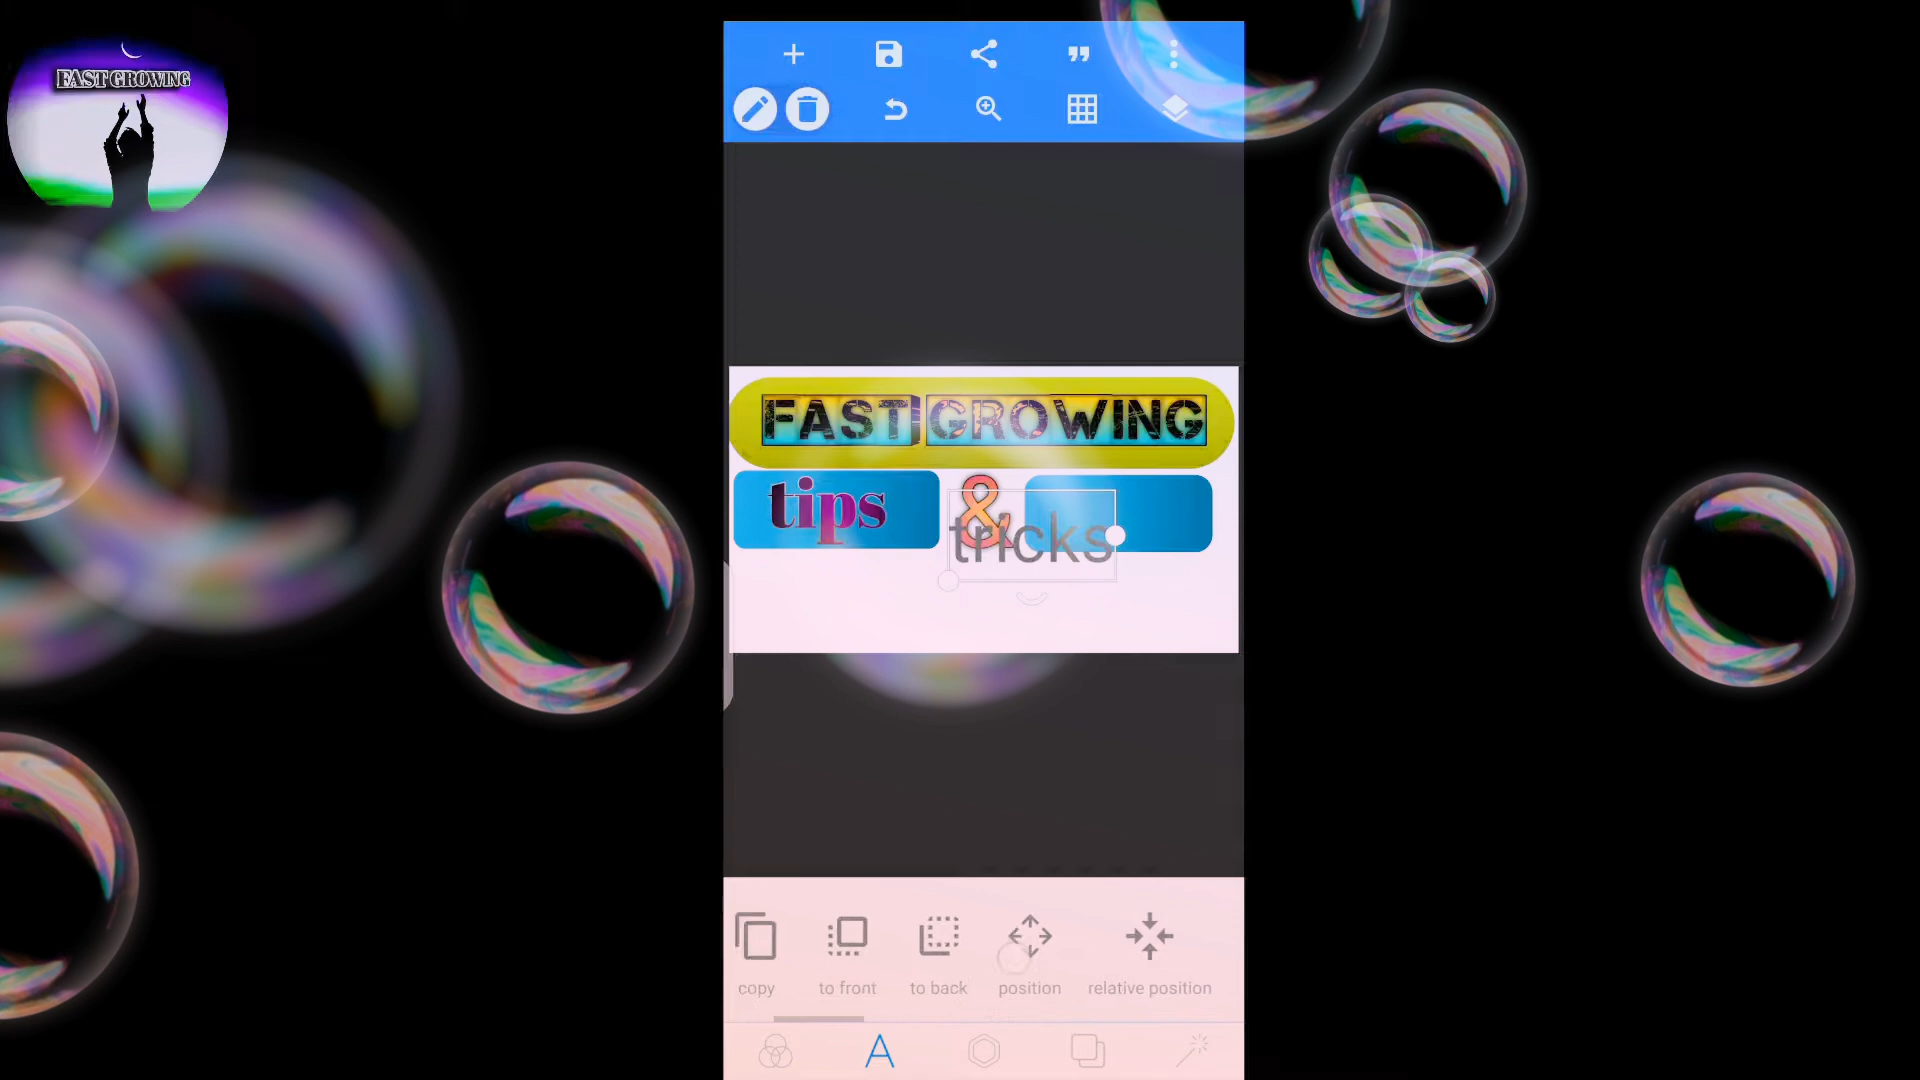 FAST GROWING
FAST GROWING
tips &
tricks
copy
to front
to back
position
relative position